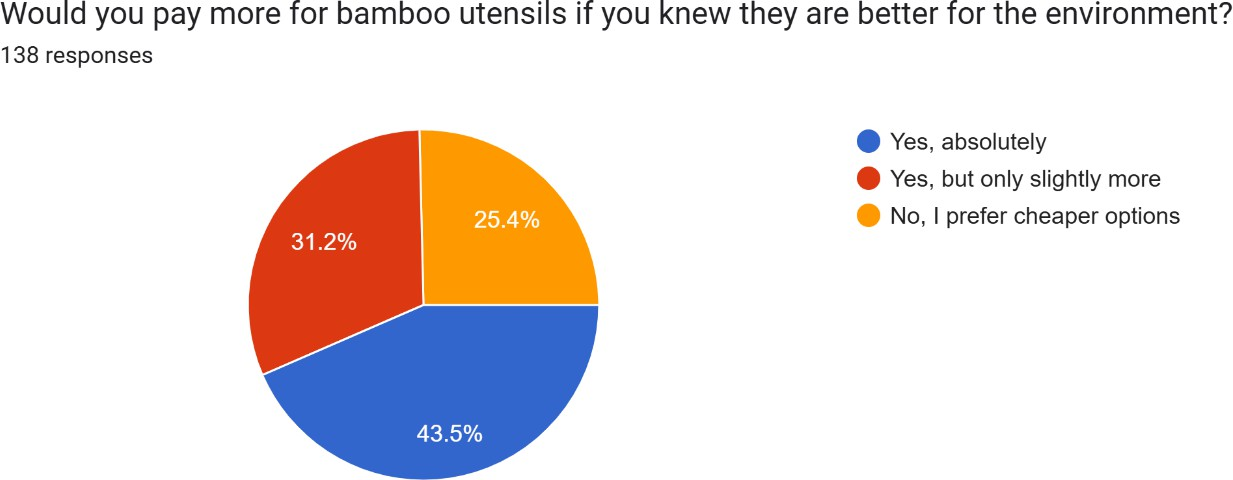 Would you pay more for bamboo utensils if you knew they are better for the environment?
138 responses
Yes, absolutely
Yes, but only slightly more
No, I prefer cheaper options
25.4%
31.2%
43.5%